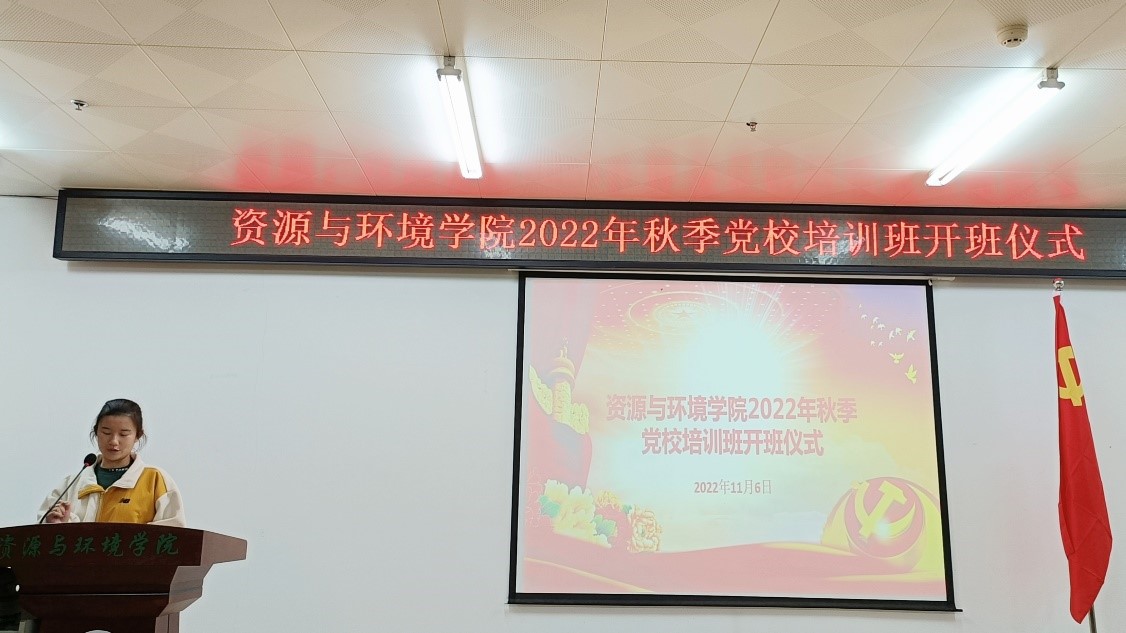 资源与环境学院2022年秋季党校培训班开班仪式
资源与环境学院2022年秋季
党校培训班开班仪式
2022年11月6日
资源与环境学院